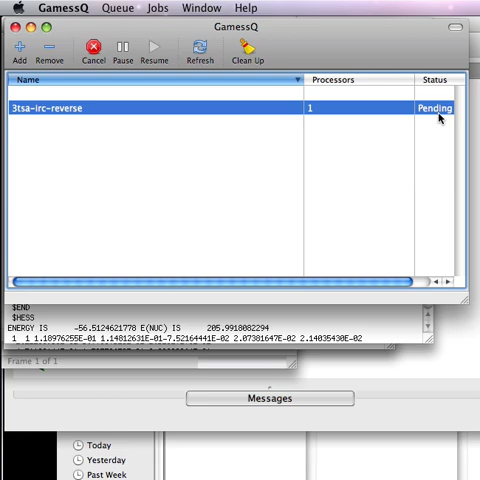 GamessQ Queue Jobs Window Help
GamessQ
Add Remove Cancel Pause Resume Refresh Clean Up
Name Processors Status
3tsa-irc-reverse 1 Pending
$END
$HESS
ENERGY IS -56.5124621778 E(NUC) IS 205.9918082294
1 1 1.18976255E-01 1.14812631E-01-7.52164441E-02 2.07381647E-02 2.14035430E-02
Frame 1 of 1
Messages
Today
Yesterday
Past Week